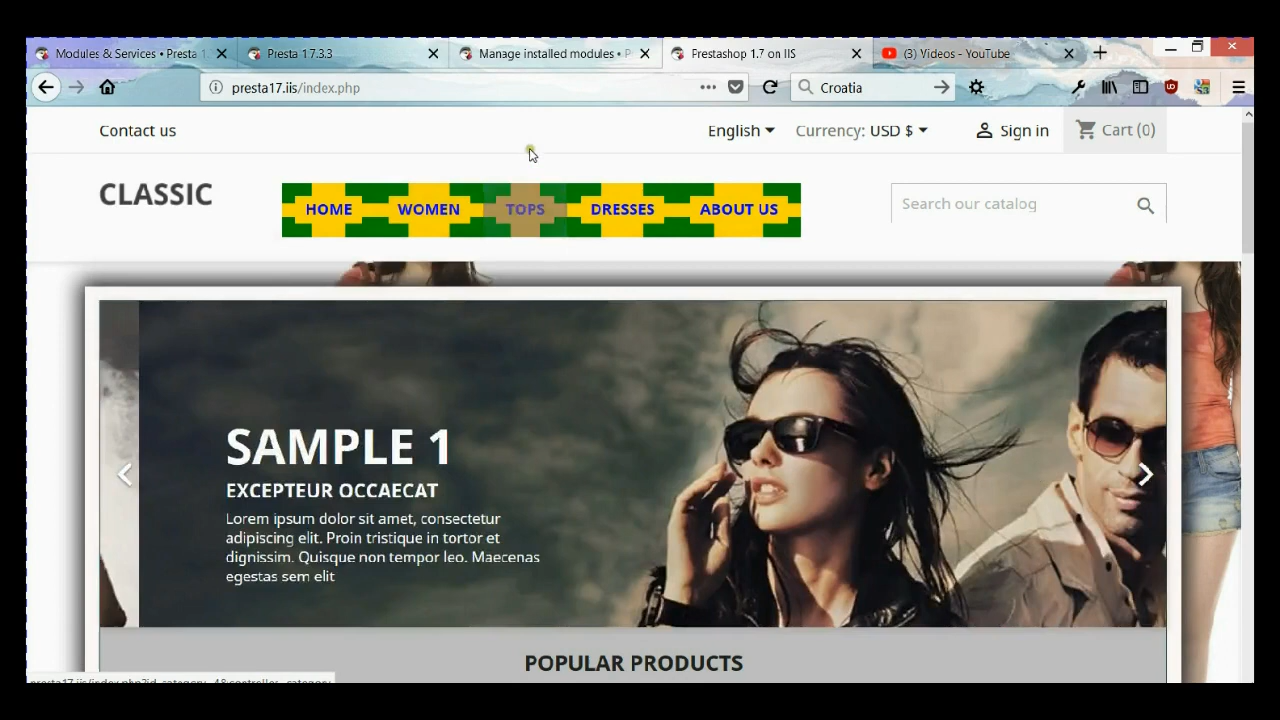 Modules & Services • Presta 1
Presta 17.3.3
Manage installed modules • P
Prestashop 1.7 on IIS
(3) Videos - YouTube
presta17.iis/index.php
Croatia
Contact us
English
Currency: USD $
Sign in
Cart (0)
CLASSIC
HOME
WOMEN
TOPS
DRESSES
ABOUT US
Search our catalog
SAMPLE 1
EXCEPTEUR OCCAECAT
Lorem ipsum dolor sit amet, consectetur
adipiscing elit. Proin tristique in tortor et
dignissim. Quisque non tempor leo. Maecenas
egestas sem elit
POPULAR PRODUCTS